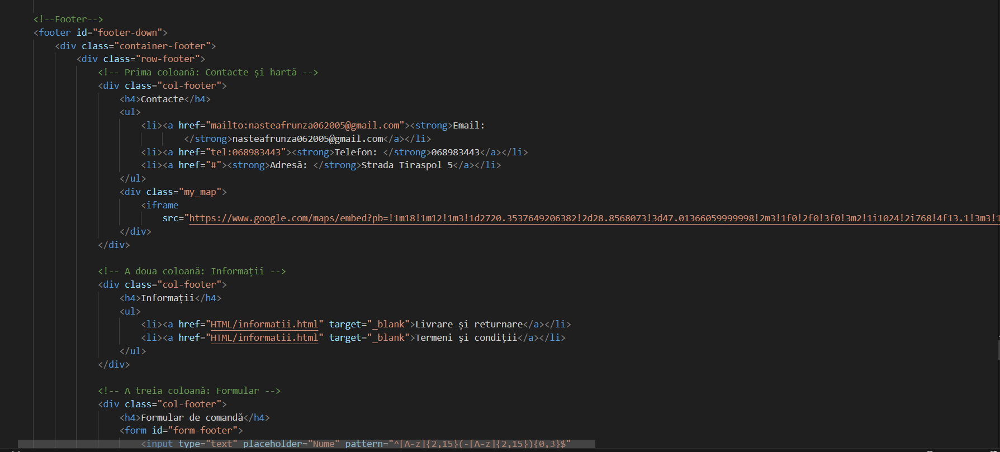 <!--Footer-->
<footer id="footer-down">
<div class="container-footer">
<div class="row-footer">
<!-- Prima coloană: Contacte și hartă -->
<div class="col-footer">
<h4>Contacte</h4>
<ul>
<li><a href="mailto:nasteafrunza062005@gmail.com"><strong>Email:
</strong>nasteafrunza062005@gmail.com</a></li>
<li><a href="tel:068983443"><strong>Telefon: </strong>068983443</a></li>
<li><a href="#"><strong>Adresă: </strong>Strada Tiraspol 5</a></li>
</ul>
<div class="my_map">
<iframe
src="https://www.google.com/maps/embed?pb=!1m18!1m12!1m3!1d2720.3537649206382!2d28.8568073!3d47.01366059999998!2m3!1f0!2f0!3f0!3m2!1i1024!2i768!4f13.1!3m3!1
</div>
</div>
<!-- A doua coloană: Informații -->
<div class="col-footer">
<h4>Informații</h4>
<ul>
<li><a href="HTML/informatii.html" target="_blank">Livrare și returnare</a></li>
<li><a href="HTML/informatii.html" target="_blank">Termeni și condiții</a></li>
</ul>
</div>
<!-- A treia coloană: Formular -->
<div class="col-footer">
<h4>Formular de comandă</h4>
<form id="form-footer">
<input type="text" placeholder="Nume" pattern="^[A-z]{2,15}(-[A-z]{2,15}){0,3}$"